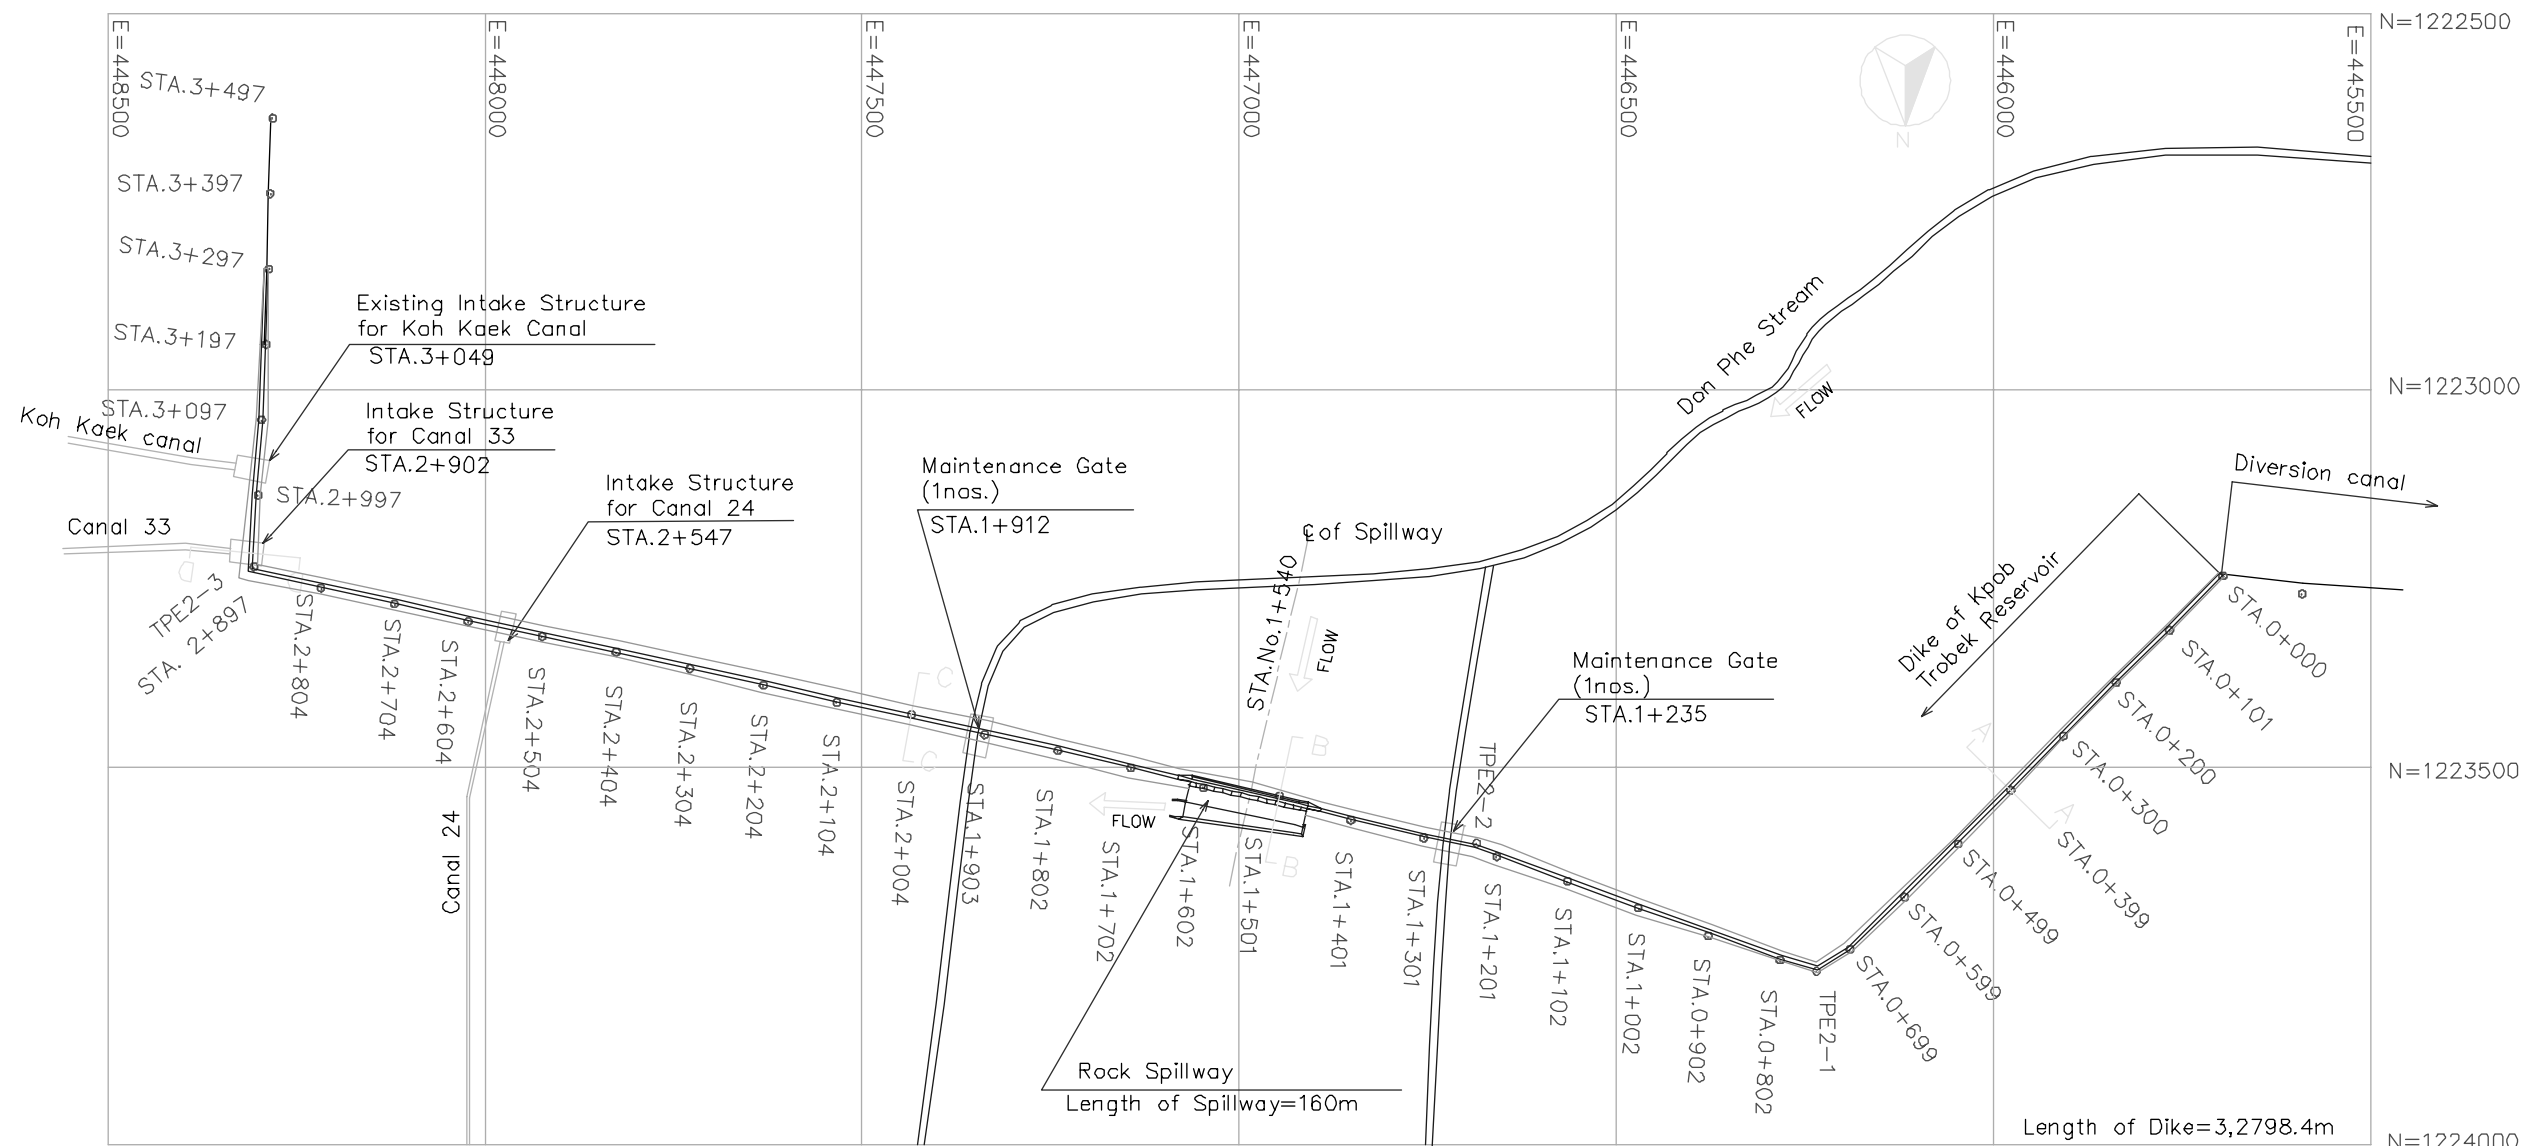 E=448500
E=448000
E=447500
E=447000
E=446500
E=446000
E=445500
N=1222500
N
STA.3+497
STA.3+397
STA.3+297
STA.3+197
STA.3+097
STA.2+997
Existing Intake Structure
for Kah Kaek Canal
STA.3+049
Intake Structure
for Canal 33
STA.2+902
Koh Kaek canal
Canal 33
D
TPE2-3
STA. 2+897
Intake Structure
for Canal 24
STA.2+547
Maintenance Gate
(1nos.)
STA.1+912
℄of Spillway
STA.No.1+540
FLOW
Don Phe Stream
FLOW
N=1223000
Diversion canal
Dike of Kpob
Trobek Reservoir
Maintenance Gate
(1nos.)
STA.1+235
N=1223500
STA.2+804
STA.2+704
STA.2+604
STA.2+504
STA.2+404
STA.2+304
STA.2+204
STA.2+104
STA.2+004
STA.1+903
STA.1+802
STA.1+702
STA.1+602
STA.1+501
STA.1+401
STA.1+301
TPE2-2
STA.1+201
STA.1+102
STA.1+002
STA.0+902
STA.0+802
TPE2-1
STA.0+699
STA.0+599
STA.0+499
STA.0+399
STA.0+300
STA.0+200
STA.0+101
STA.0+000
C
C
B
B
A
A
FLOW
Canal 24
Rock Spillway
Length of Spillway=160m
Length of Dike=3,2798.4m
N=1224000